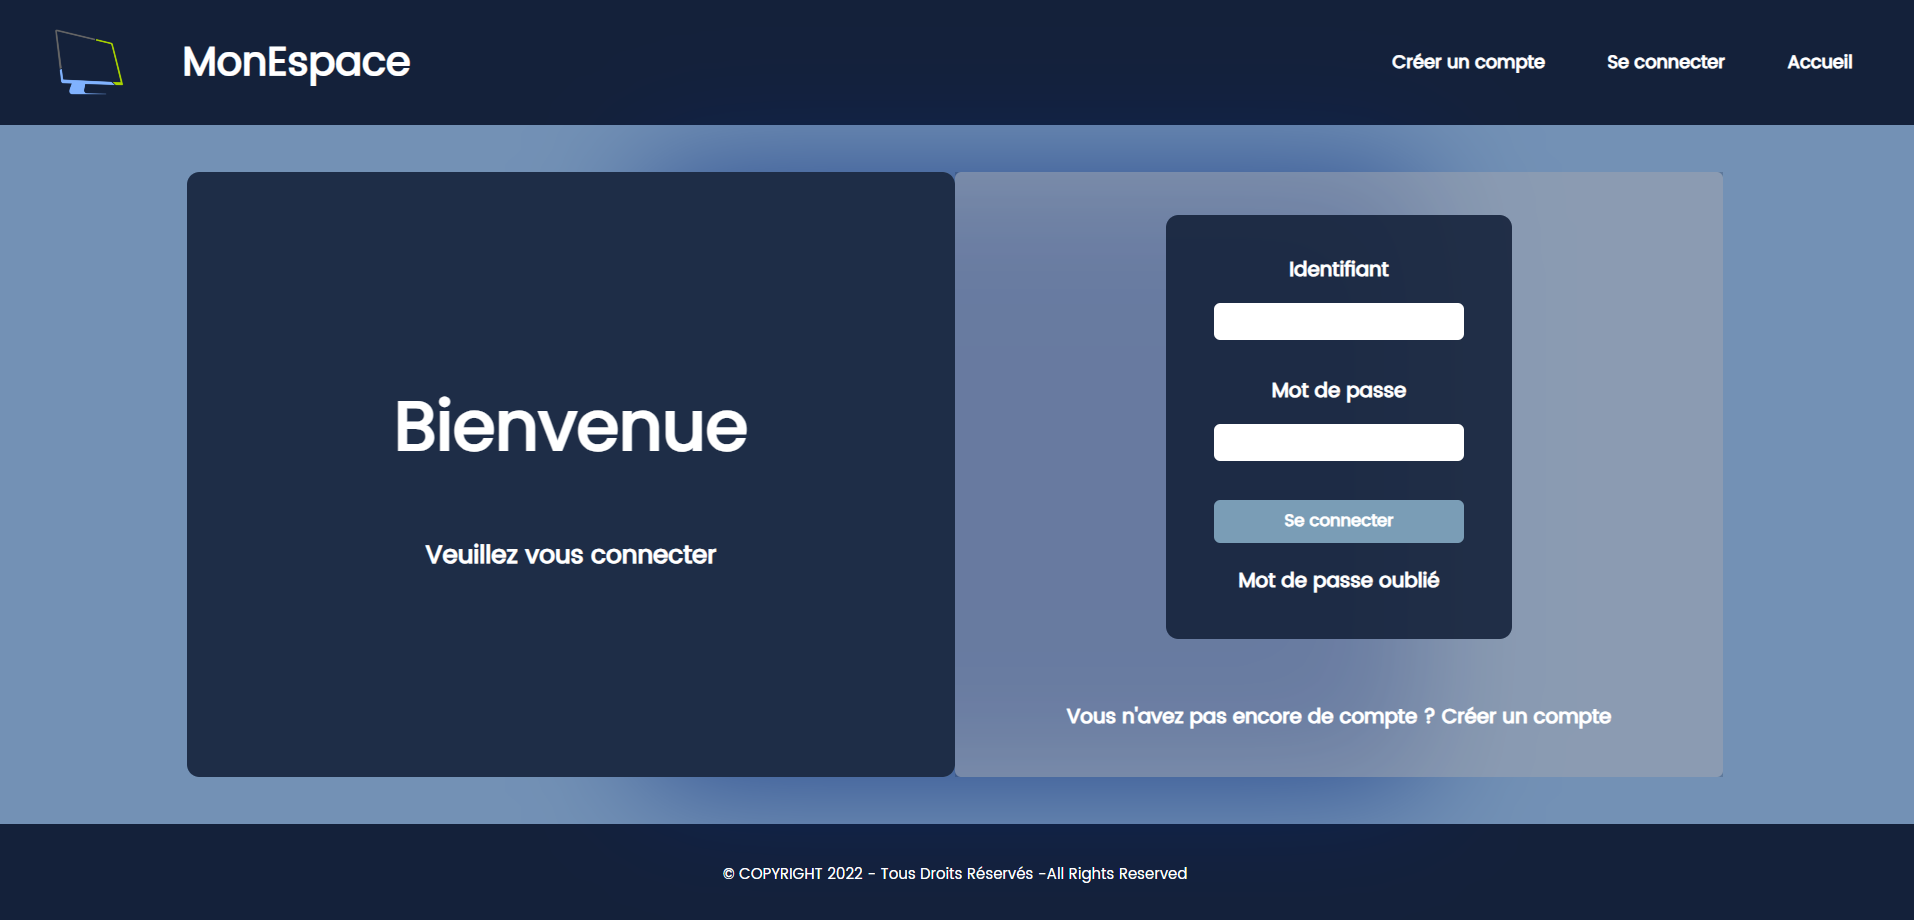 MonEspace
Créer un compte
Se connecter
Accueil
Bienvenue
Veuillez vous connecter
Identifiant
Mot de passe
Se connecter
Mot de passe oublié
Vous n'avez pas encore de compte ? Créer un compte
© COPYRIGHT 2022 - Tous Droits Réservés -All Rights Reserved